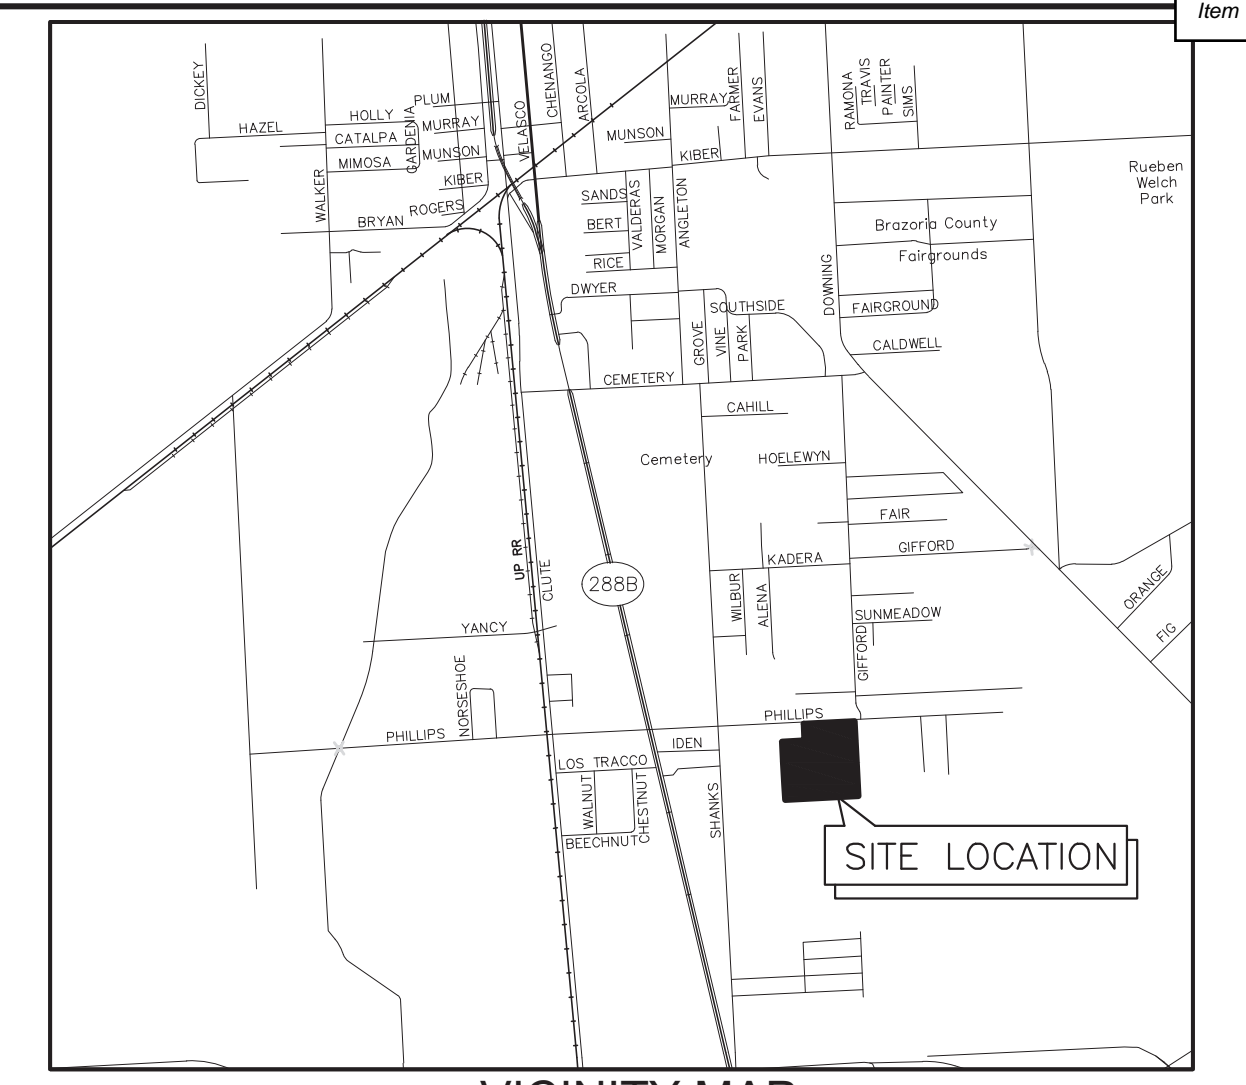 Item
DICKEY
HAZEL
HOLLY
CATALPA
MIMOSA
WALKER
GARDENIA
PLUM
MURRAY
MUNSON
KIBER
ROGERS
BRYAN
VELASCO
CHENANGO
ARCOLA
MURRAY
MUNSON
KIBER
FARMER
EVANS
RAMONA
TRAVIS
PAINTER
SIMS
Rueben
Welch
Park
SANDS
BERT
RICE
VALDERAS
MORGAN
ANGLETON
DWYER
Brazoria County
Fairgrounds
DOWNING
FAIRGROUND
CALDWELL
SOUTHSIDE
GROVE
VINE
PARK
CEMETERY
CAHILL
Cemetery
HOELEWYN
FAIR
GIFFORD
KADERA
UP RR
CLUTE
288B
WILBUR
ALENA
ORANGE
FIG
SUNMEADOW
GIFFORD
YANCY
NORSESHOE
PHILLIPS
PHILLIPS
IDEN
LOS TRACCO
WALNUT
CHESTNUT
BEECHNUT
SHANKS
SITE LOCATION
VICINITY MAP